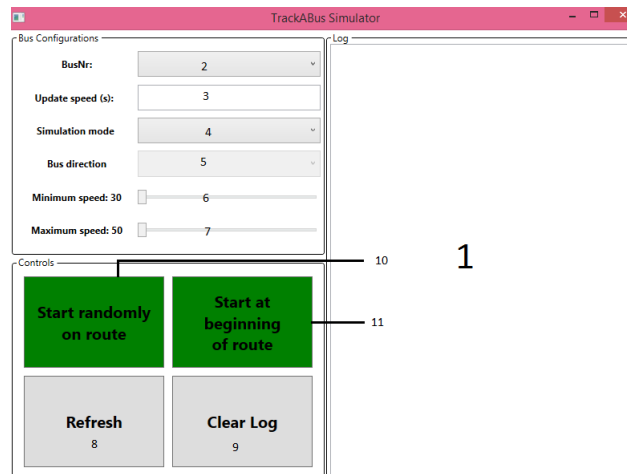 TrackABus Simulator
Bus Configurations
BusNr:
2
Update speed (s):
3
Simulation mode
4
Bus direction
5
Minimum speed: 30
6
Maximum speed: 50
7
Controls
Start randomly
on route
10
Start at
beginning
of route
11
Refresh
8
Clear Log
9
Log
1